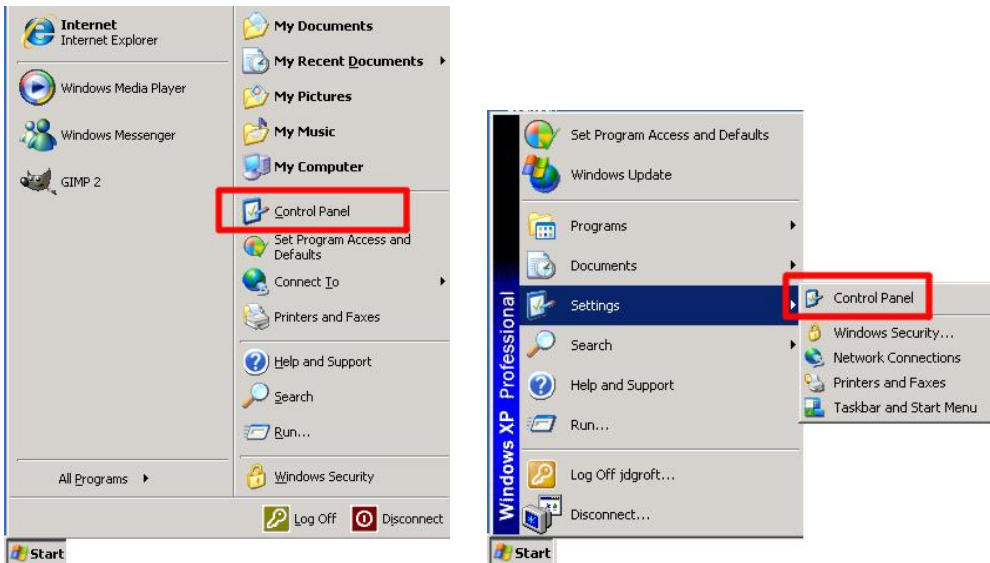 Internet
Internet Explorer
Windows Media Player
Windows Messenger
GIMP 2
All Programs
My Documents
My Recent Documents
My Pictures
My Music
My Computer
Control Panel
Set Program Access and
Defaults
Connect To
Printers and Faxes
Help and Support
Search
Run...
Windows Security
Log Off
Disconnect
Start
Windows XP Professional
Set Program Access and Defaults
Windows Update
Programs
Documents
Settings
Search
Help and Support
Run...
Log Off jdgroft...
Disconnect...
Start
Control Panel
Windows Security...
Network Connections
Printers and Faxes
Taskbar and Start Menu